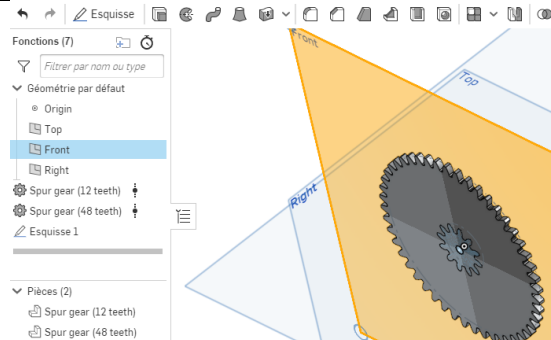 Esquisse
Fonctions (7)
Filtrer par nom ou type
Géométrie par défaut
Origin
Top
Front
Right
Spur gear (12 teeth)
Spur gear (48 teeth)
Esquisse 1
Pièces (2)
Spur gear (12 teeth)
Spur gear (48 teeth)
Front
Top
Right